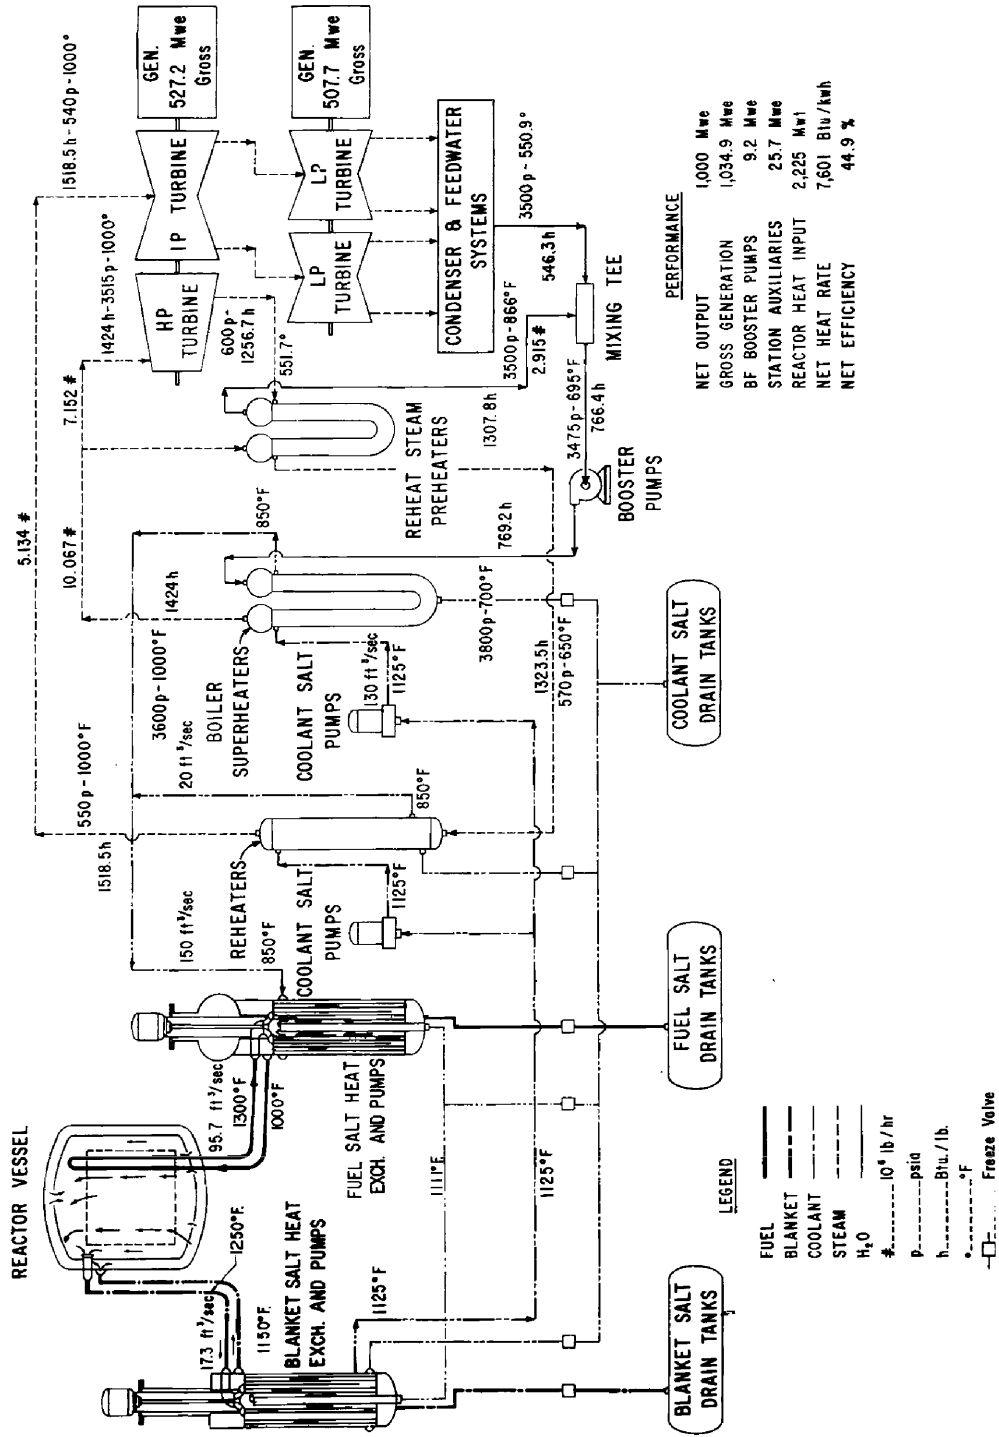 REACTOR VESSEL
17.3 ft³/sec
1250°F.
1150°F.
BLANKET SALT HEAT
EXCH. AND PUMPS
1125°F
95.7 ft³/sec
1300°F
1000°F
FUEL SALT HEAT
EXCH. AND PUMPS
1111°F
1125°F
150 ft³/sec
850°F
COOLANT SALT
PUMPS
REHEATERS
1125°F
850°F
1518.5h
550p-1000°F
20 ft³/sec
3600p-1000°F
BOILER
SUPERHEATERS
COOLANT SALT
PUMPS
130 ft³/sec
1125°F
1424h
850°F
3800p-700°F
1323.5h
570p-650°F
769.2h
10.067#
5.134#
7.152#
REHEAT STEAM
PREHEATERS
1307.8h
BOOSTER
PUMPS
3475p-695°F
766.4h
MIXING TEE
3500p-866°F
2.915#
551.7°
600p-
1256.7h
1424h-3515p-1000°
1518.5h-540p-1000°
HP
TURBINE
IP TURBINE
GEN.
527.2 Mwe
Gross
LP
TURBINE
LP
TURBINE
GEN.
507.7 Mwe
Gross
CONDENSER & FEEDWATER
SYSTEMS
546.3h
3500p-550.9°
BLANKET SALT
DRAIN TANKS
FUEL SALT
DRAIN TANKS
COOLANT SALT
DRAIN TANKS
PERFORMANCE
NET OUTPUT 1,000 Mwe
GROSS GENERATION 1,034.9 Mwe
BF BOOSTER PUMPS 9.2 Mwe
STATION AUXILIARIES 25.7 Mwe
REACTOR HEAT INPUT 2,225 Mwt
NET HEAT RATE 7,601 Btu/kwh
NET EFFICIENCY 44.9 %
LEGEND
FUEL
BLANKET
COOLANT
STEAM
H₂O
# 10⁶ lb/hr
p psia
h Btu./lb.
° °F
Freeze Valve